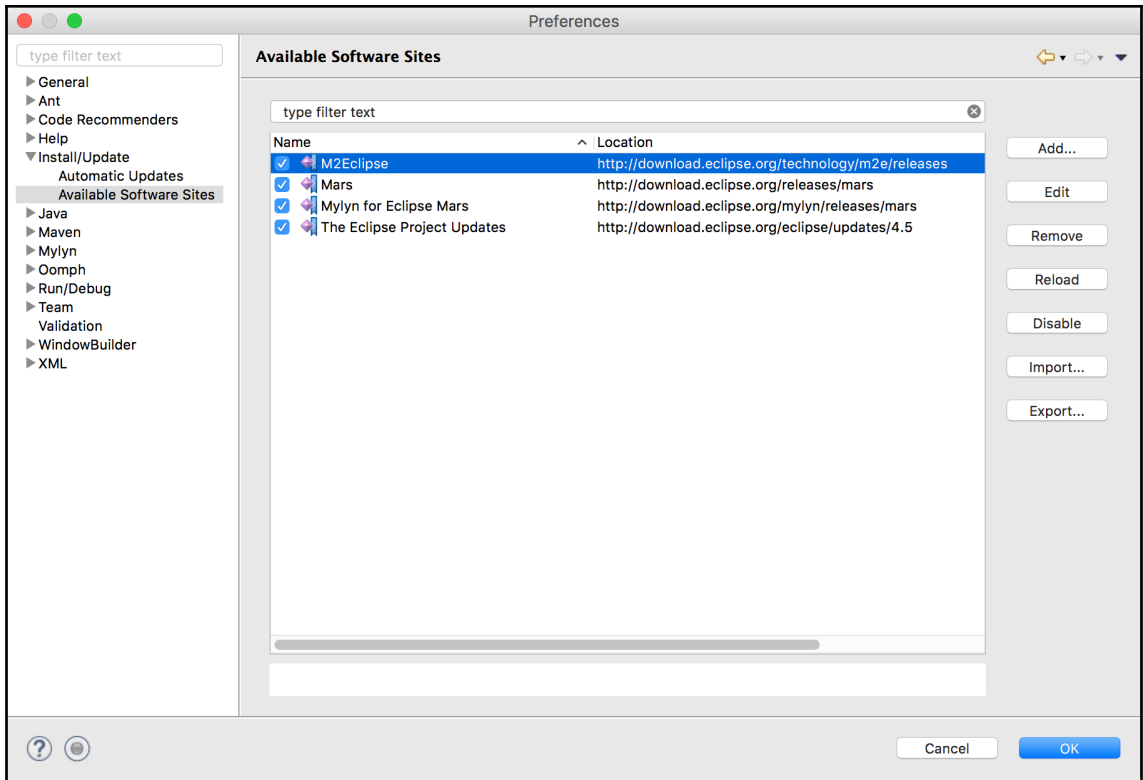 Preferences
type filter text
General
Ant
Code Recommenders
Help
Install/Update
Automatic Updates
Available Software Sites
Java
Maven
Mylyn
Oomph
Run/Debug
Team
Validation
WindowBuilder
XML
Available Software Sites
type filter text
Name Location
M2Eclipse http://download.eclipse.org/technology/m2e/releases
Mars http://download.eclipse.org/releases/mars
Mylyn for Eclipse Mars http://download.eclipse.org/mylyn/releases/mars
The Eclipse Project Updates http://download.eclipse.org/eclipse/updates/4.5
Add...
Edit
Remove
Reload
Disable
Import...
Export...
?
Cancel OK